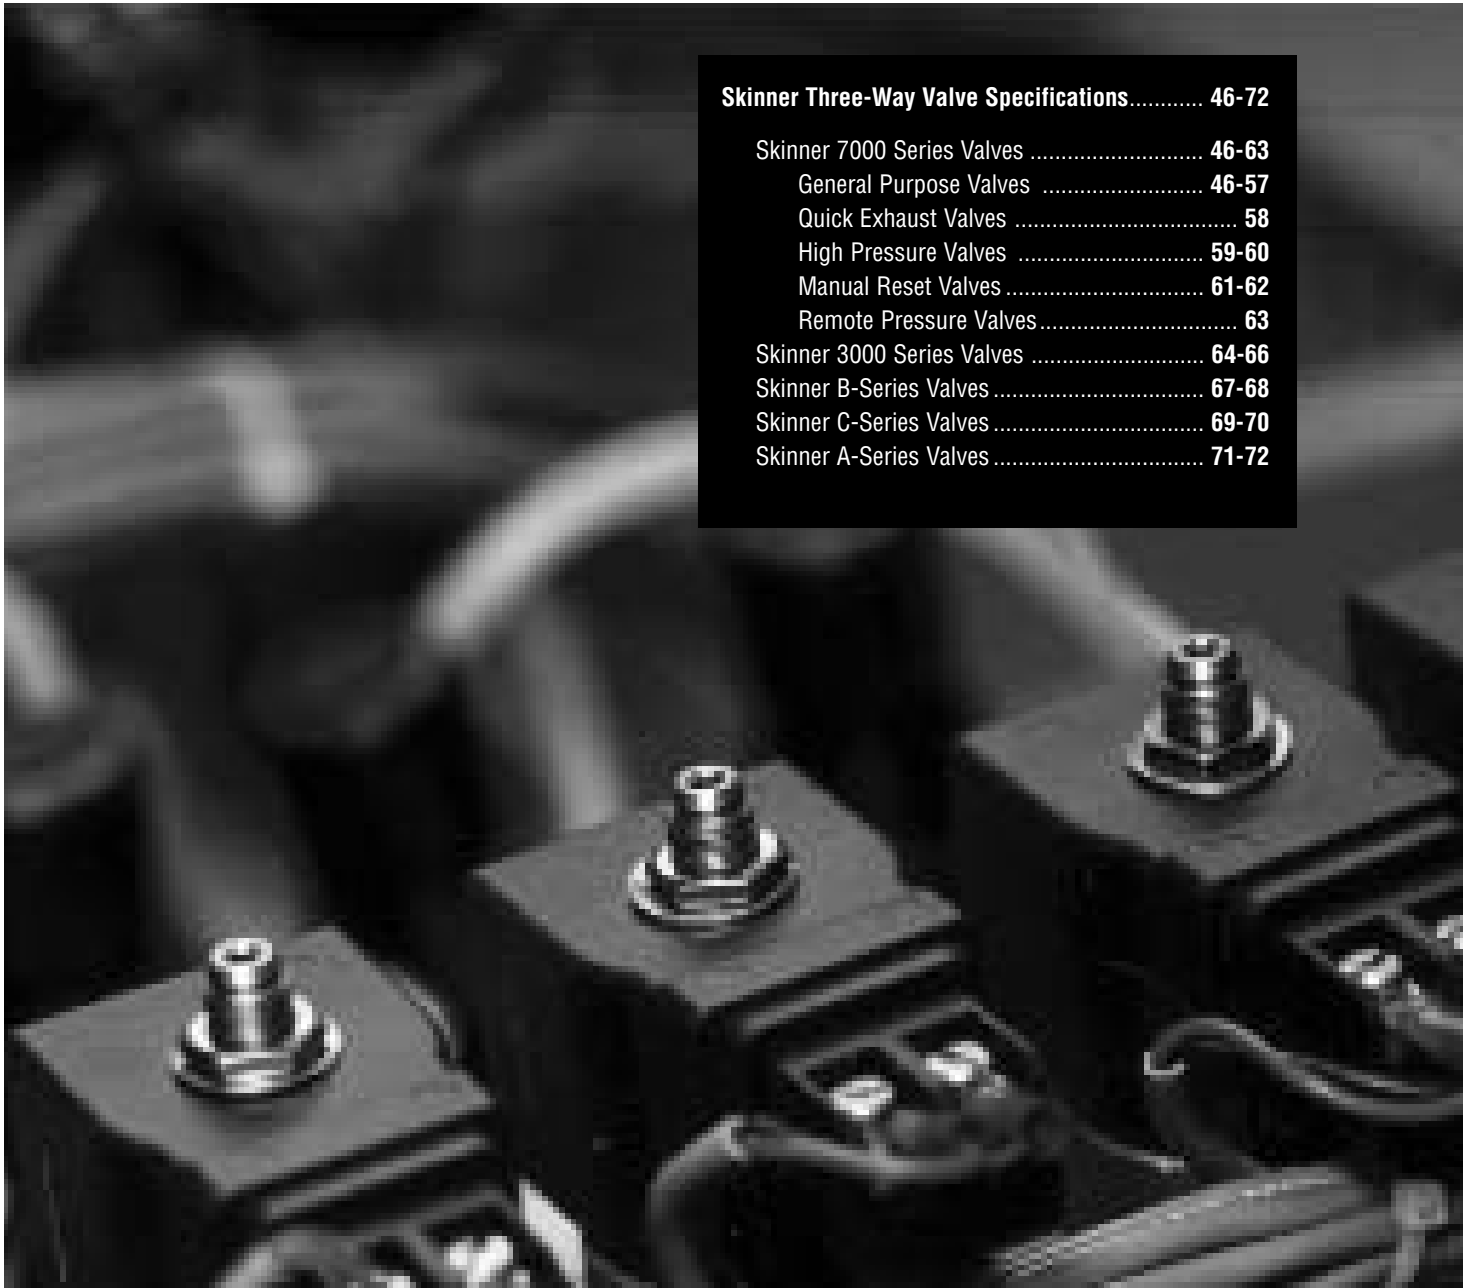 Skinner Three-Way Valve Specifications............ 46-72
Skinner 7000 Series Valves ............................ 46-63
General Purpose Valves .......................... 46-57
Quick Exhaust Valves .................................... 58
High Pressure Valves .............................. 59-60
Manual Reset Valves ................................ 61-62
Remote Pressure Valves................................ 63
Skinner 3000 Series Valves ............................ 64-66
Skinner B-Series Valves .................................. 67-68
Skinner C-Series Valves .................................. 69-70
Skinner A-Series Valves .................................. 71-72